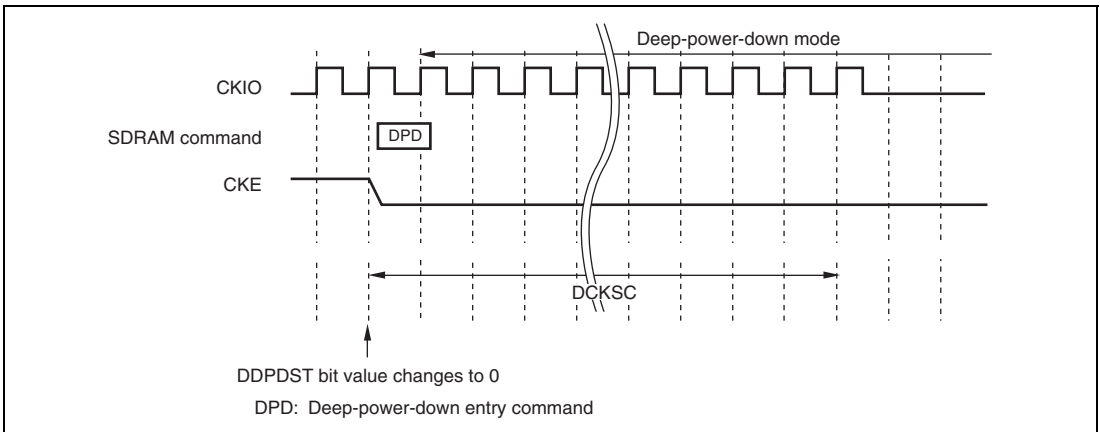 Deep-power-down mode
CKIO
SDRAM command
DPD
CKE
DCKSC
DDPDST bit value changes to 0
DPD: Deep-power-down entry command